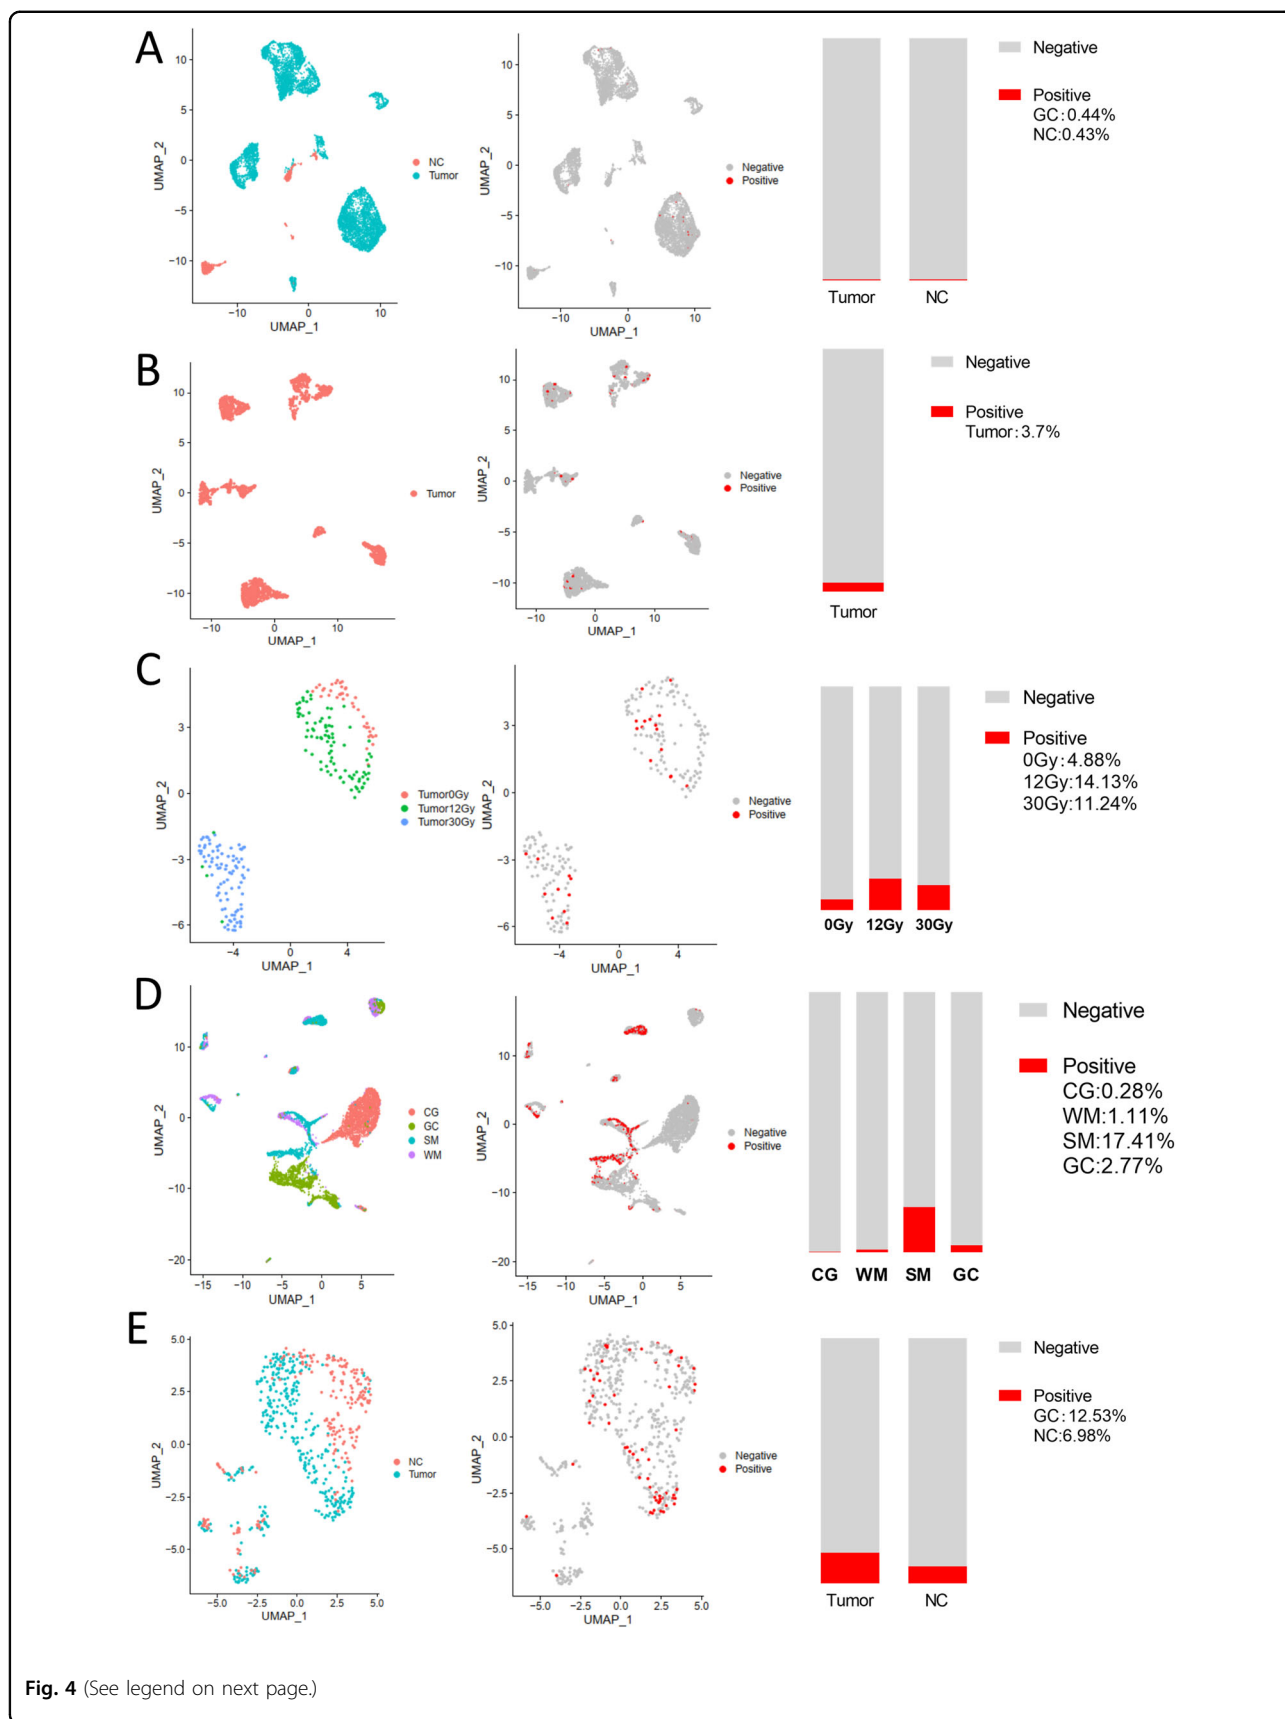 A
UMAP_2
10
5
0
−5
−10
−10 0 10
UMAP_1
NC
Tumor
UMAP_2
10
5
0
−5
−10
−10 0 10
UMAP_1
Negative
Positive
Tumor NC
Negative
Positive
GC: 0.44%
NC: 0.43%
B
UMAP_2
10
5
0
−5
−10
−10 0 10
UMAP_1
Tumor
UMAP_2
10
5
0
−5
−10
−10 0 10
UMAP_1
Negative
Positive
Tumor
Negative
Positive
Tumor: 3.7%
C
UMAP_2
3
0
−3
−6
−4 0 4
UMAP_1
Tumor0Gy
Tumor12Gy
Tumor30Gy
UMAP_2
3
0
−3
−6
−4 0 4
UMAP_1
Negative
Positive
0Gy 12Gy 30Gy
Negative
Positive
0Gy:4.88%
12Gy:14.13%
30Gy:11.24%
D
UMAP_2
10
0
−10
−20
−15 −10 −5 0 5
UMAP_1
CG
GC
SM
WM
UMAP_2
10
0
−10
−20
−15 −10 −5 0 5
UMAP_1
Negative
Positive
CG WM SM GC
Negative
Positive
CG:0.28%
WM:1.11%
SM:17.41%
GC:2.77%
E
UMAP_2
5.0
2.5
0.0
−2.5
−5.0
−5.0 −2.5 0.0 2.5 5.0
UMAP_1
NC
Tumor
UMAP_2
5.0
2.5
0.0
−2.5
−5.0
−5.0 −2.5 0.0 2.5 5.0
UMAP_1
Negative
Positive
Tumor NC
Negative
Positive
GC: 12.53%
NC:6.98%
Fig. 4 (See legend on next page.)